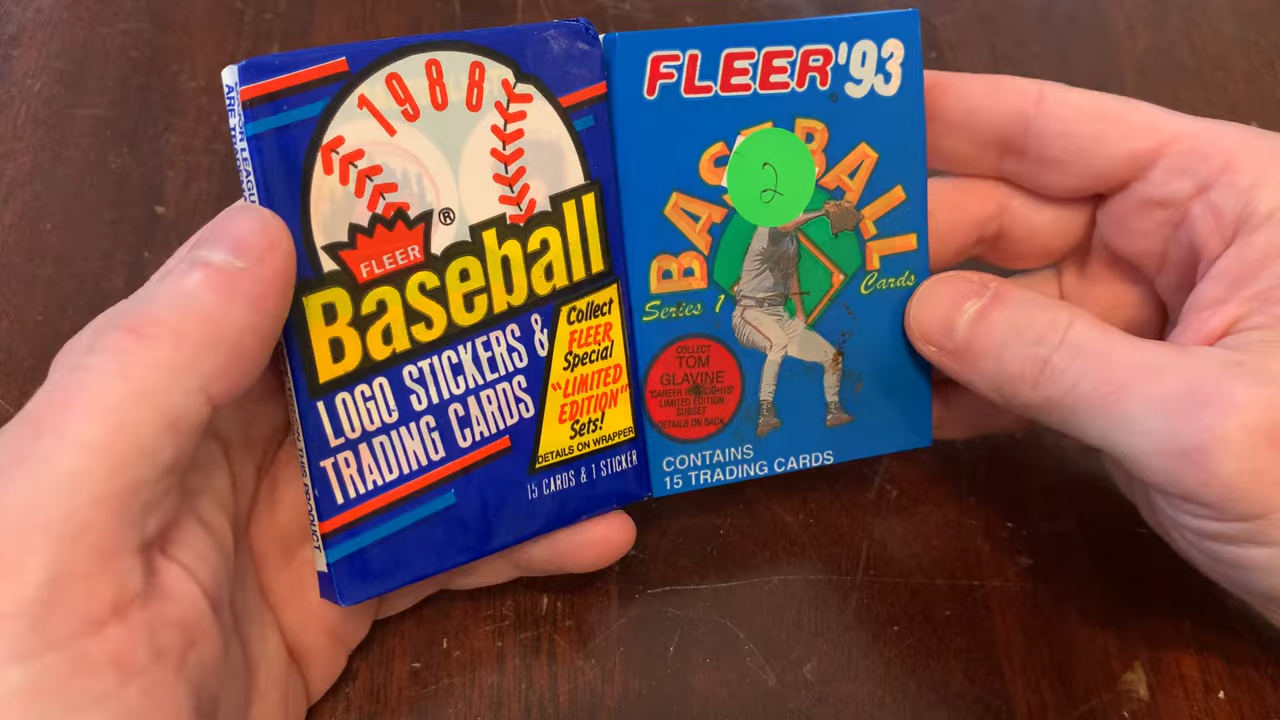 1988
®
FLEER
Baseball
LOGO STICKERS &
TRADING CARDS
Collect
FLEER
Special
"LIMITED
EDITION"
Sets!
DETAILS ON WRAPPER
15 CARDS & 1 STICKER
FLEER '93
BASEBALL
2
Series 1
Cards
COLLECT
TOM
GLAVINE
"CAREER HIGHLIGHTS"
LIMITED EDITION
SUBSET
DETAILS ON BACK
CONTAINS
15 TRADING CARDS